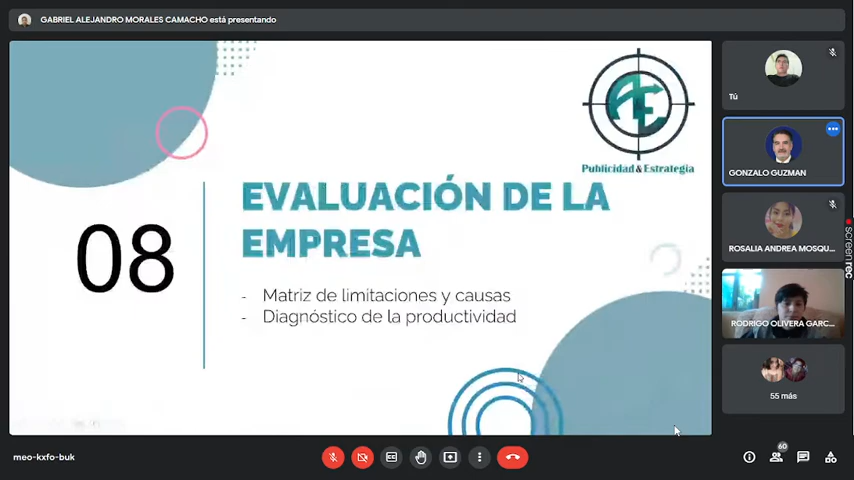 GABRIEL ALEJANDRO MORALES CAMACHO está presentando
AE
Publicidad & Estrategia
08
EVALUACIÓN DE LA
EMPRESA
- Matriz de limitaciones y causas
- Diagnóstico de la productividad
Tú
GONZALO GUZMAN
ROSALIA ANDREA MOSQU...
RODRIGO OLIVERA GARC...
55 más
screenrec
meo-kxfo-buk
60